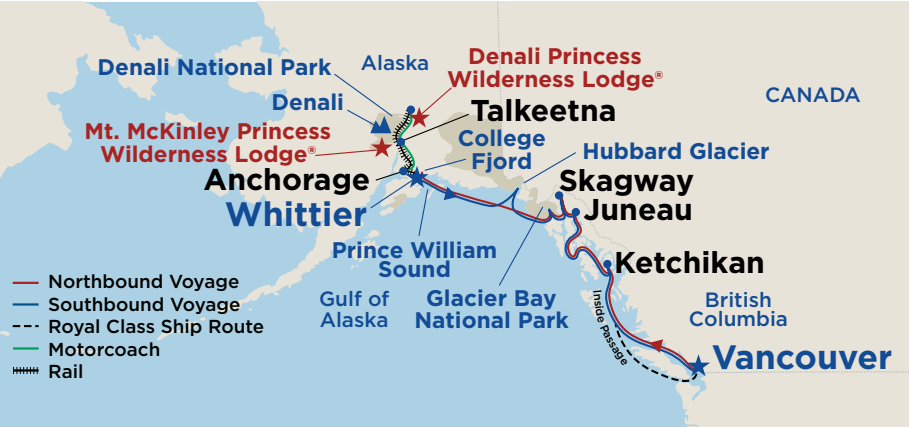 Denali National Park
Alaska
Denali Princess
Wilderness Lodge®
Denali
CANADA
Talkeetna
Mt. McKinley Princess
Wilderness Lodge®
College
Fjord
Hubbard Glacier
Anchorage
Skagway
Whittier
Juneau
Prince William
Sound
Ketchikan
Northbound Voyage
Southbound Voyage
Royal Class Ship Route
Motorcoach
Rail
Gulf of
Alaska
Glacier Bay
National Park
Inside Passage
British
Columbia
Vancouver